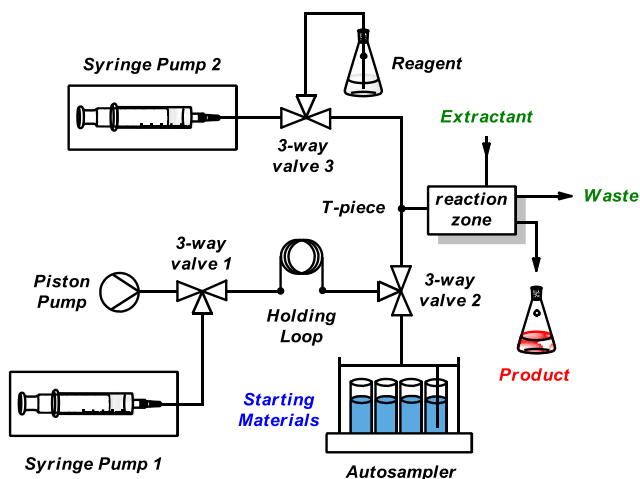 Syringe Pump 2
Reagent
3-way
valve 3
Extractant
reaction
zone
Waste
T-piece
3-way
valve 1
Piston
Pump
Holding
Loop
3-way
valve 2
Product
Starting
Materials
Syringe Pump 1
Autosampler